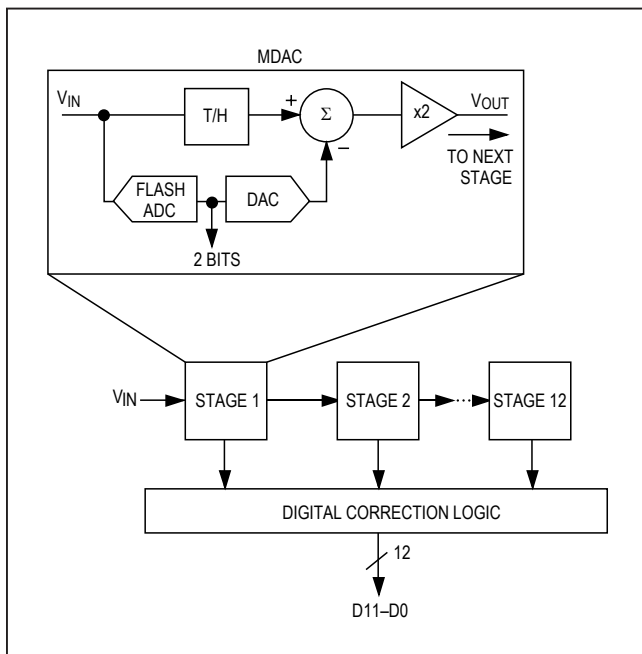 MDAC
VIN
T/H
+
Σ
−
x2
VOUT
TO NEXT
STAGE
FLASH
ADC
DAC
2 BITS
VIN
STAGE 1
STAGE 2
STAGE 12
DIGITAL CORRECTION LOGIC
12
D11–D0